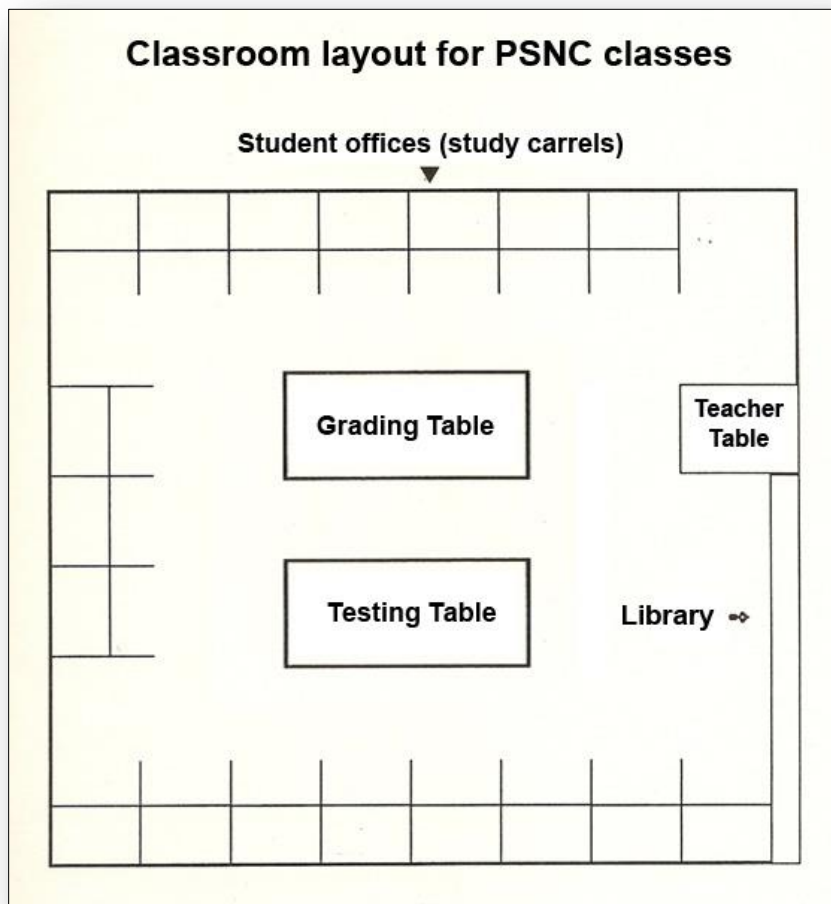 Classroom layout for PSNC classes
Student offices (study carrels)
Grading Table
Teacher
Table
Testing Table
Library